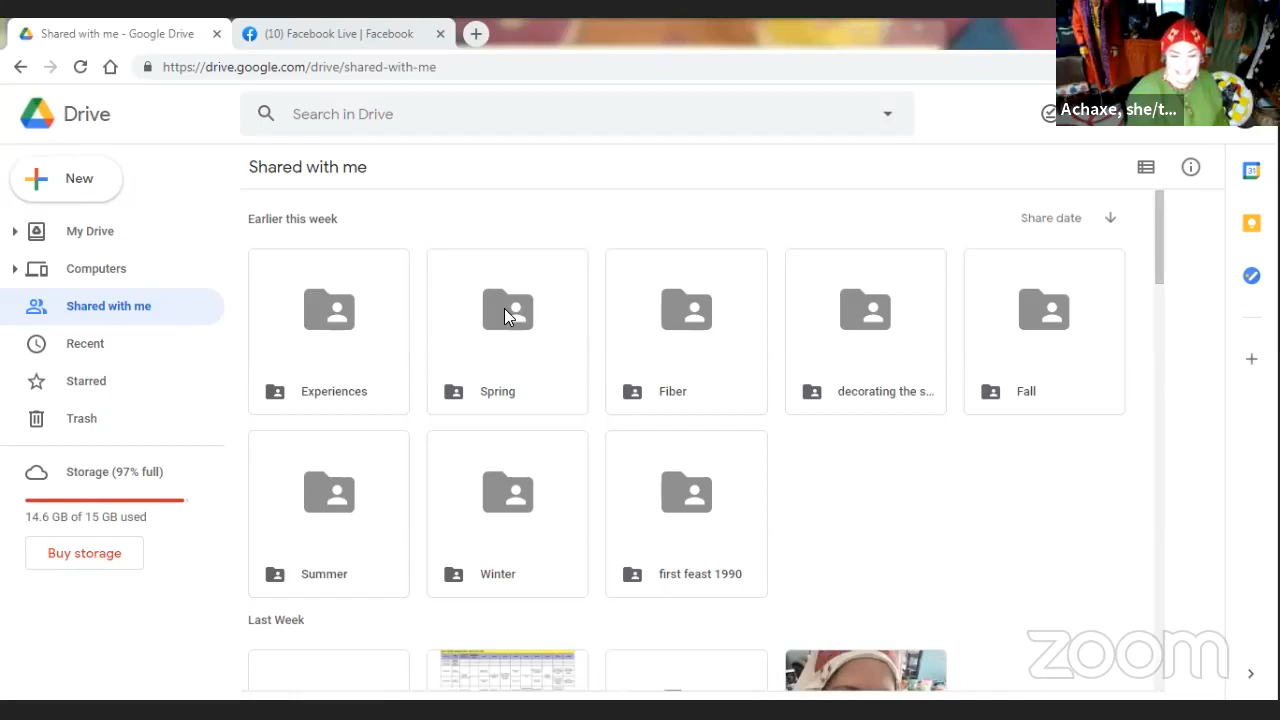 Shared with me - Google Drive
(10) Facebook Live | Facebook
https://drive.google.com/drive/shared-with-me
Achaxe, she/t...
Drive
Search in Drive
New
Shared with me
My Drive
Computers
Shared with me
Recent
Starred
Trash
Storage (97% full)
14.6 GB of 15 GB used
Buy storage
Earlier this week
Share date
31
Experiences
Spring
Fiber
decorating the s...
Fall
Summer
Winter
first feast 1990
Last Week
zoom